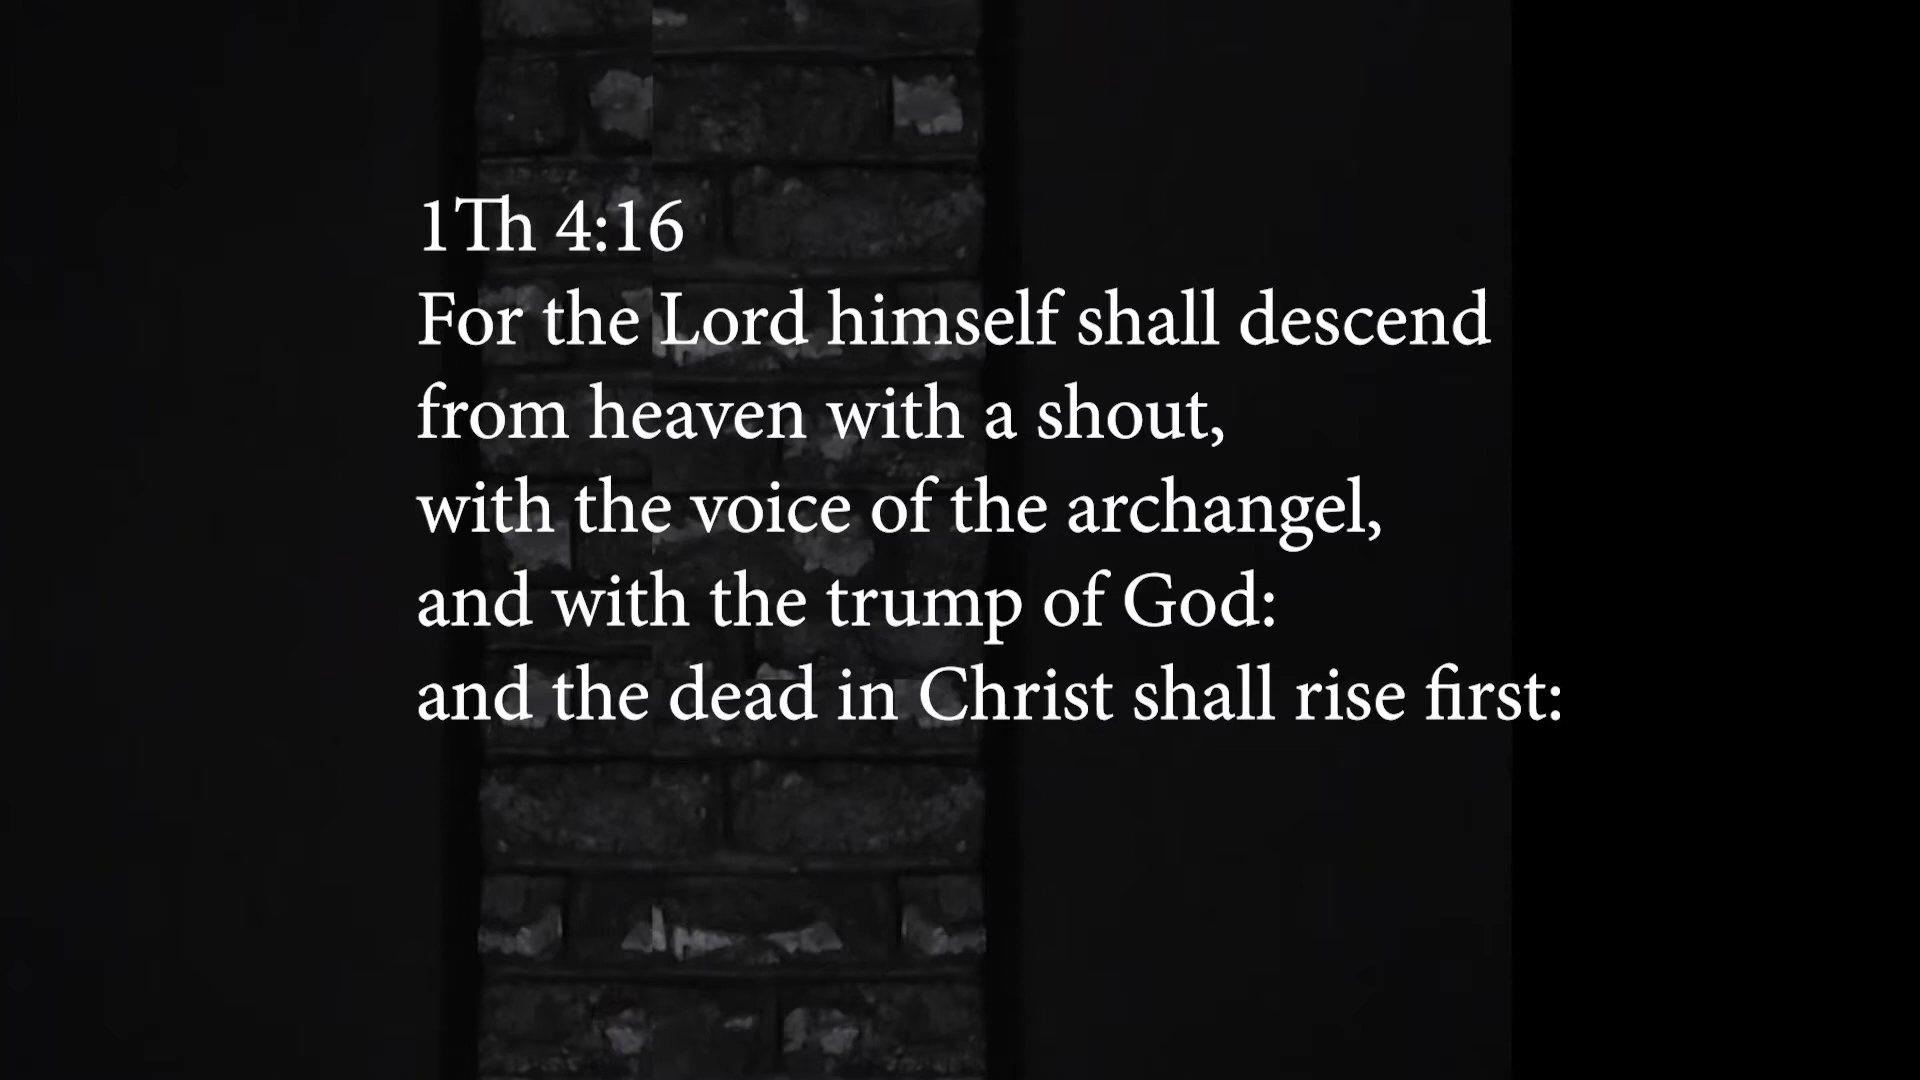 1Th 4:16
For the Lord himself shall descend
from heaven with a shout,
with the voice of the archangel,
and with the trump of God:
and the dead in Christ shall rise first: